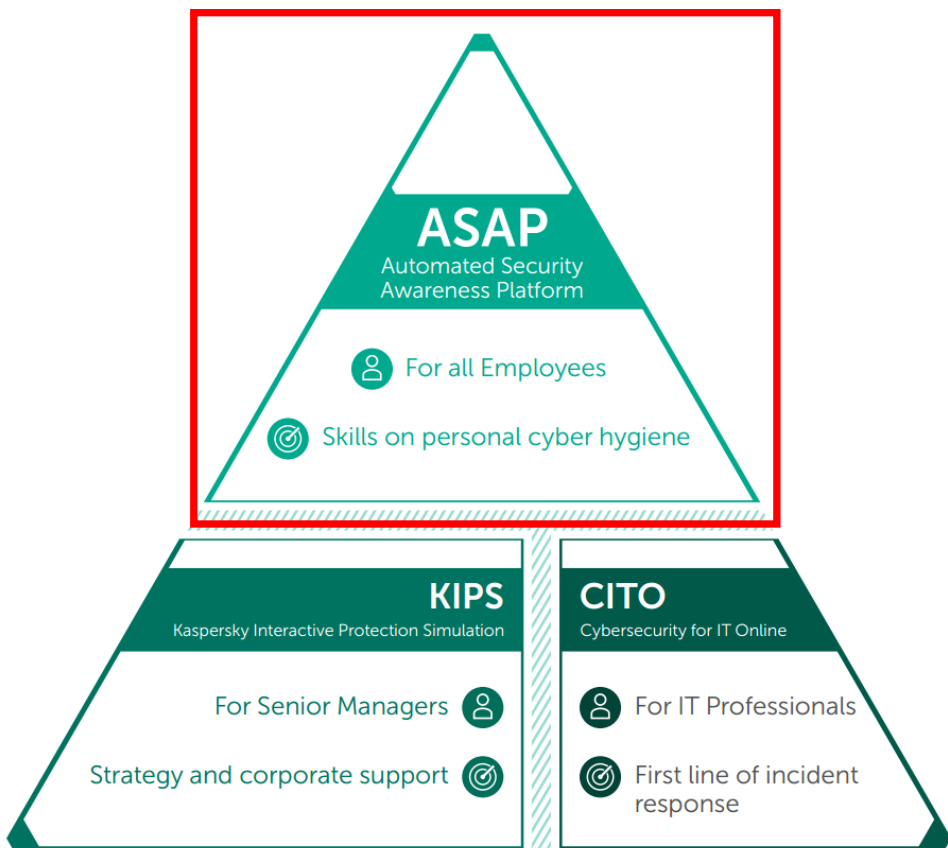 ASAP
Automated Security
Awareness Platform
For all Employees
Skills on personal cyber hygiene
KIPS
Kaspersky Interactive Protection Simulation
For Senior Managers
Strategy and corporate support
CITO
Cybersecurity for IT Online
For IT Professionals
First line of incident
response